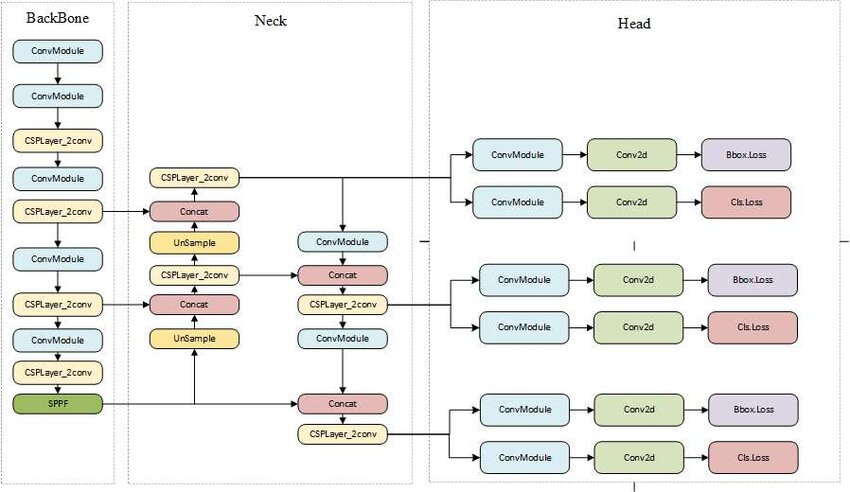 BackBone
ConvModule
ConvModule
CSPLayer_2conv
ConvModule
CSPLayer_2conv
ConvModule
CSPLayer_2conv
ConvModule
CSPLayer_2conv
SPPF
Neck
CSPLayer_2conv
Concat
UnSample
CSPLayer_2conv
Concat
UnSample
ConvModule
Concat
CSPLayer_2conv
ConvModule
Concat
CSPLayer_2conv
Head
ConvModule Conv2d Bbox.Loss
ConvModule Conv2d Cls.Loss
ConvModule Conv2d Bbox.Loss
ConvModule Conv2d Cls.Loss
ConvModule Conv2d Bbox.Loss
ConvModule Conv2d Cls.Loss